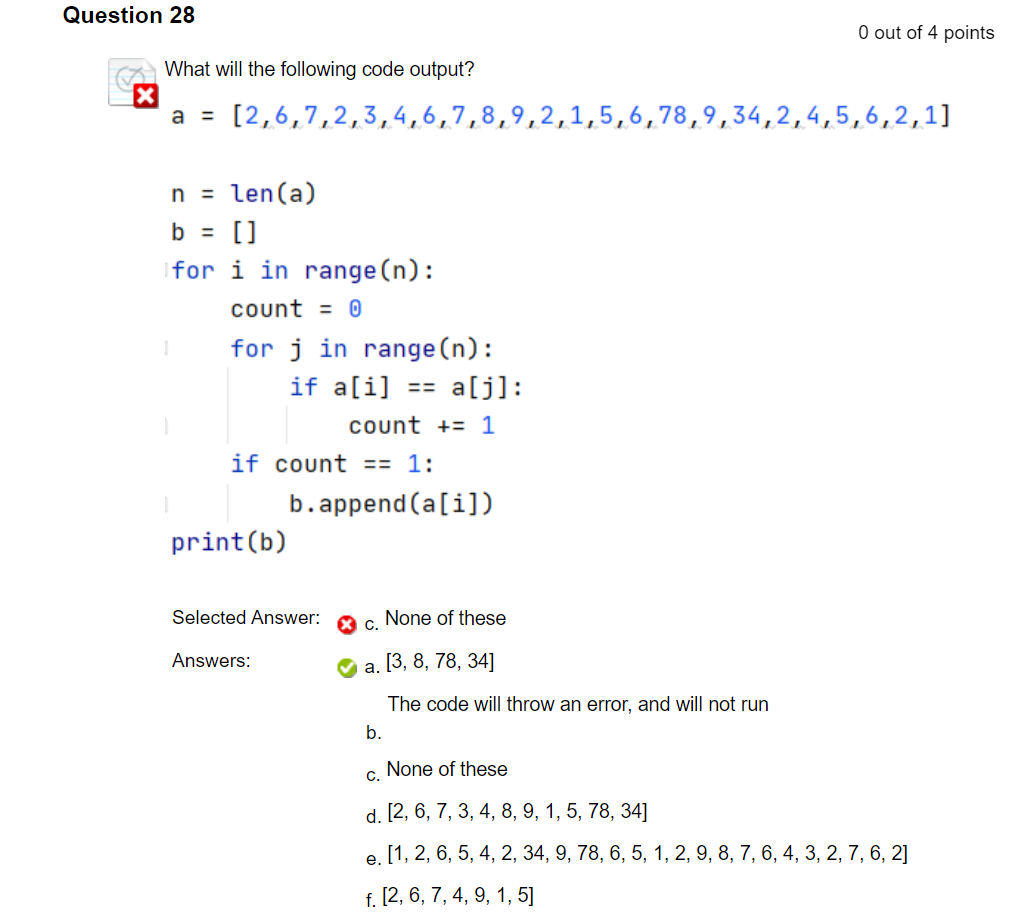 Question 28
0 out of 4 points
What will the following code output?
a = [2,6,7,2,3,4,6,7,8,9,2,1,5,6,78,9,34,2,4,5,6,2,1]
n = len(a)
b = []
for i in range(n):
    count = 0
    for j in range(n):
        if a[i] == a[j]:
            count += 1
    if count == 1:
        b.append(a[i])
print(b)
Selected Answer: c. None of these
Answers: a. [3, 8, 78, 34]
The code will throw an error, and will not run
b.
c. None of these
d. [2, 6, 7, 3, 4, 8, 9, 1, 5, 78, 34]
e. [1, 2, 6, 5, 4, 2, 34, 9, 78, 6, 5, 1, 2, 9, 8, 7, 6, 4, 3, 2, 7, 6, 2]
f. [2, 6, 7, 4, 9, 1, 5]